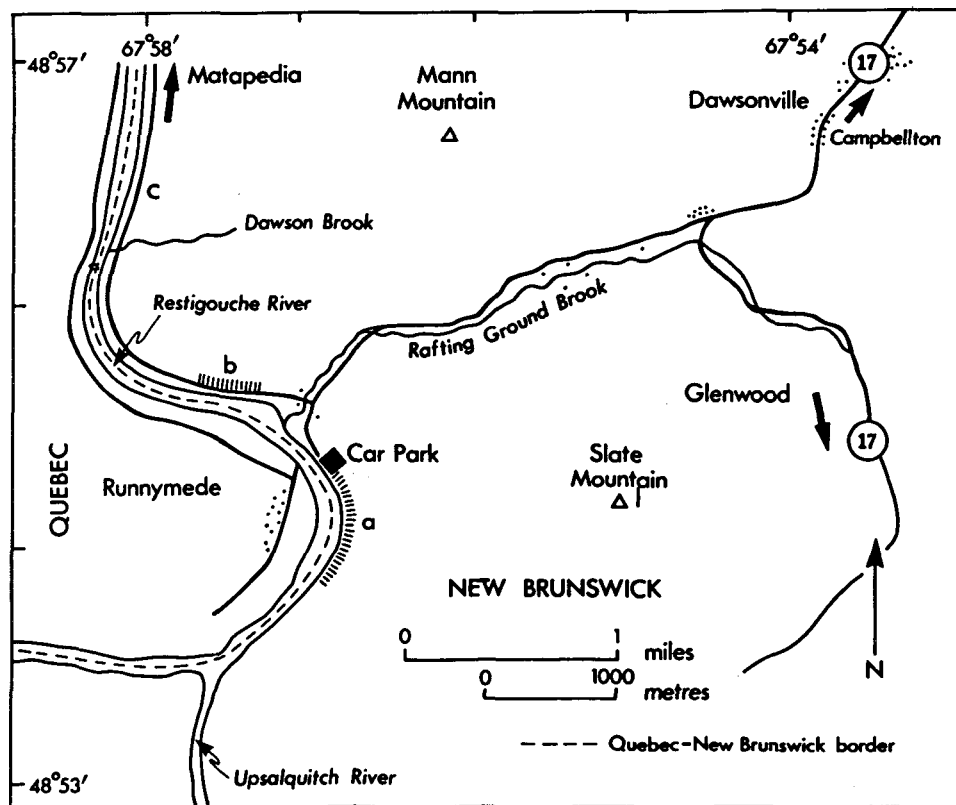 67°58′
67°54′
48°57′
Matapedia
Mann
Mountain
Dawsonville
17
Campbellton
c
Dawson Brook
Restigouche River
Rafting Ground Brook
b
Glenwood
17
Car Park
Slate
Mountain
QUEBEC
Runnymede
a
NEW BRUNSWICK
0 1
miles
0 1000
metres
N
Quebec-New Brunswick border
Upsalquitch River
48°53′